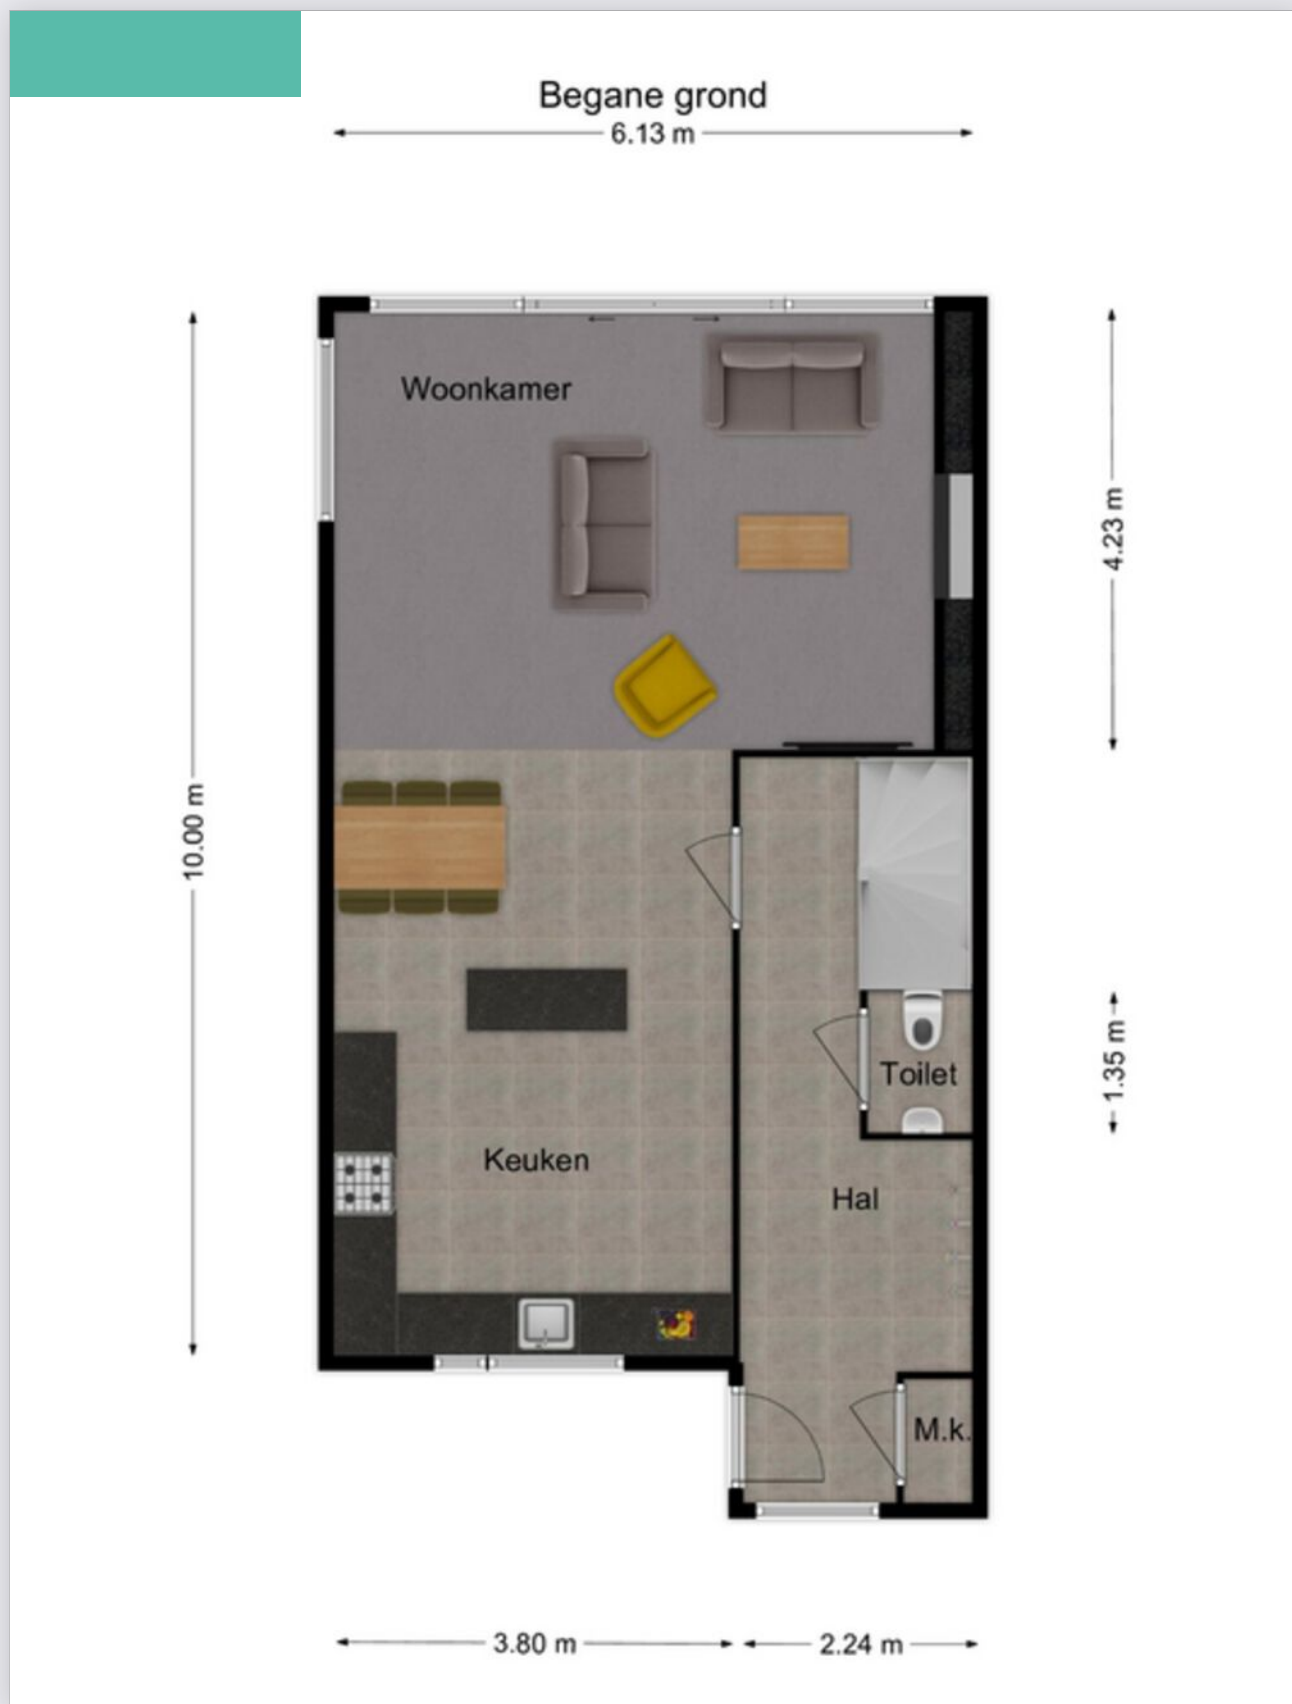 Begane grond
6.13 m
Woonkamer
4.23 m
10.00 m
1.35 m
Toilet
Keuken
Hal
M.k.
3.80 m
2.24 m